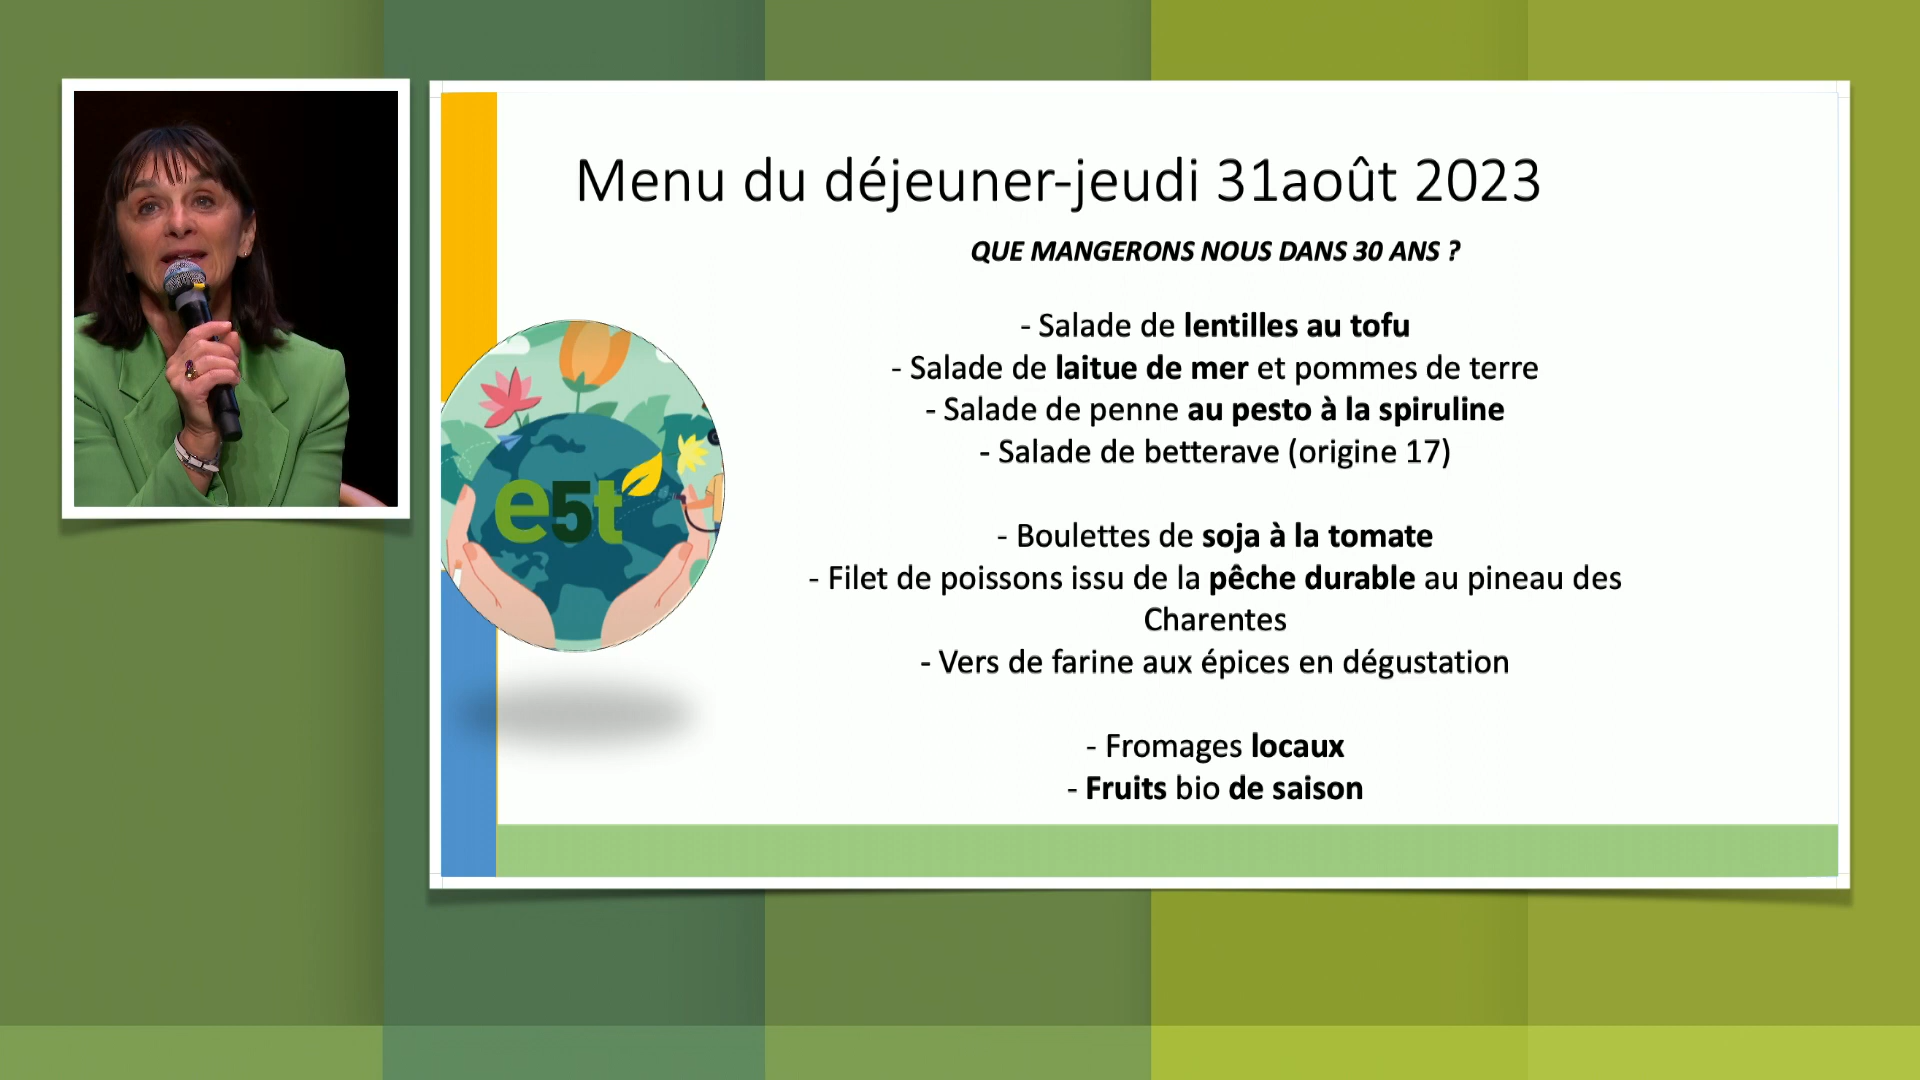 Menu du déjeuner-jeudi 31août 2023
QUE MANGERONS NOUS DANS 30 ANS ?
- Salade de lentilles au tofu
- Salade de laitue de mer et pommes de terre
- Salade de penne au pesto à la spiruline
- Salade de betterave (origine 17)
e5t
- Boulettes de soja à la tomate
- Filet de poissons issu de la pêche durable au pineau des
Charentes
- Vers de farine aux épices en dégustation
- Fromages locaux
- Fruits bio de saison